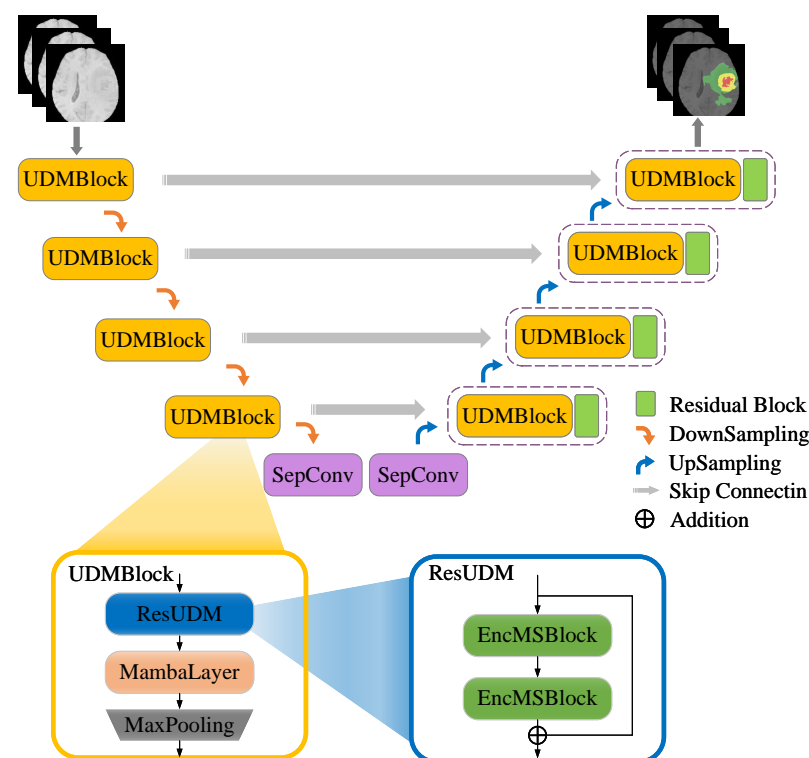 UDMBlock
UDMBlock
UDMBlock
UDMBlock
UDMBlock
UDMBlock
UDMBlock
UDMBlock
SepConv
SepConv
Residual Block
DownSampling
UpSampling
Skip Connectin
Addition
UDMBlock
ResUDM
MambaLayer
MaxPooling
ResUDM
EncMSBlock
EncMSBlock